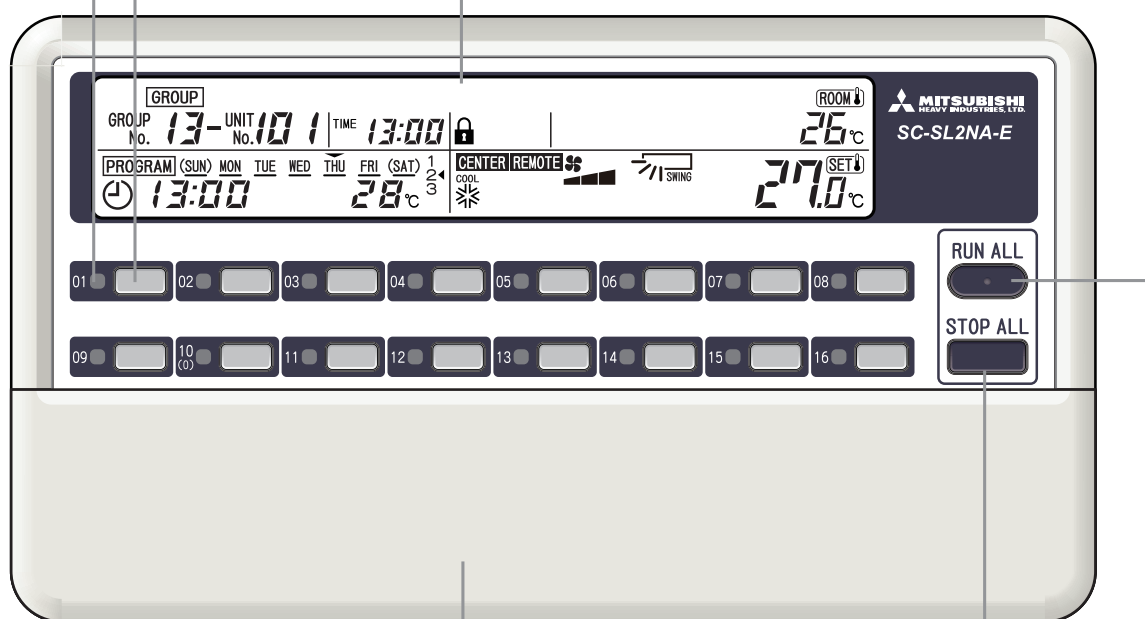 GROUP
GROUP No. 13- UNIT No. 101 TIME 13:00
ROOM
26℃
PROGRAM (SUN) MON TUE WED THU FRI (SAT) 1 2 3
13:00 28℃
CENTER REMOTE
COOL
SWING
SET
27.0℃
MITSUBISHI
HEAVY INDUSTRIES, LTD.
SC-SL2NA-E
01 02 03 04 05 06 07 08
RUN ALL
09 10 (0) 11 12 13 14 15 16
STOP ALL